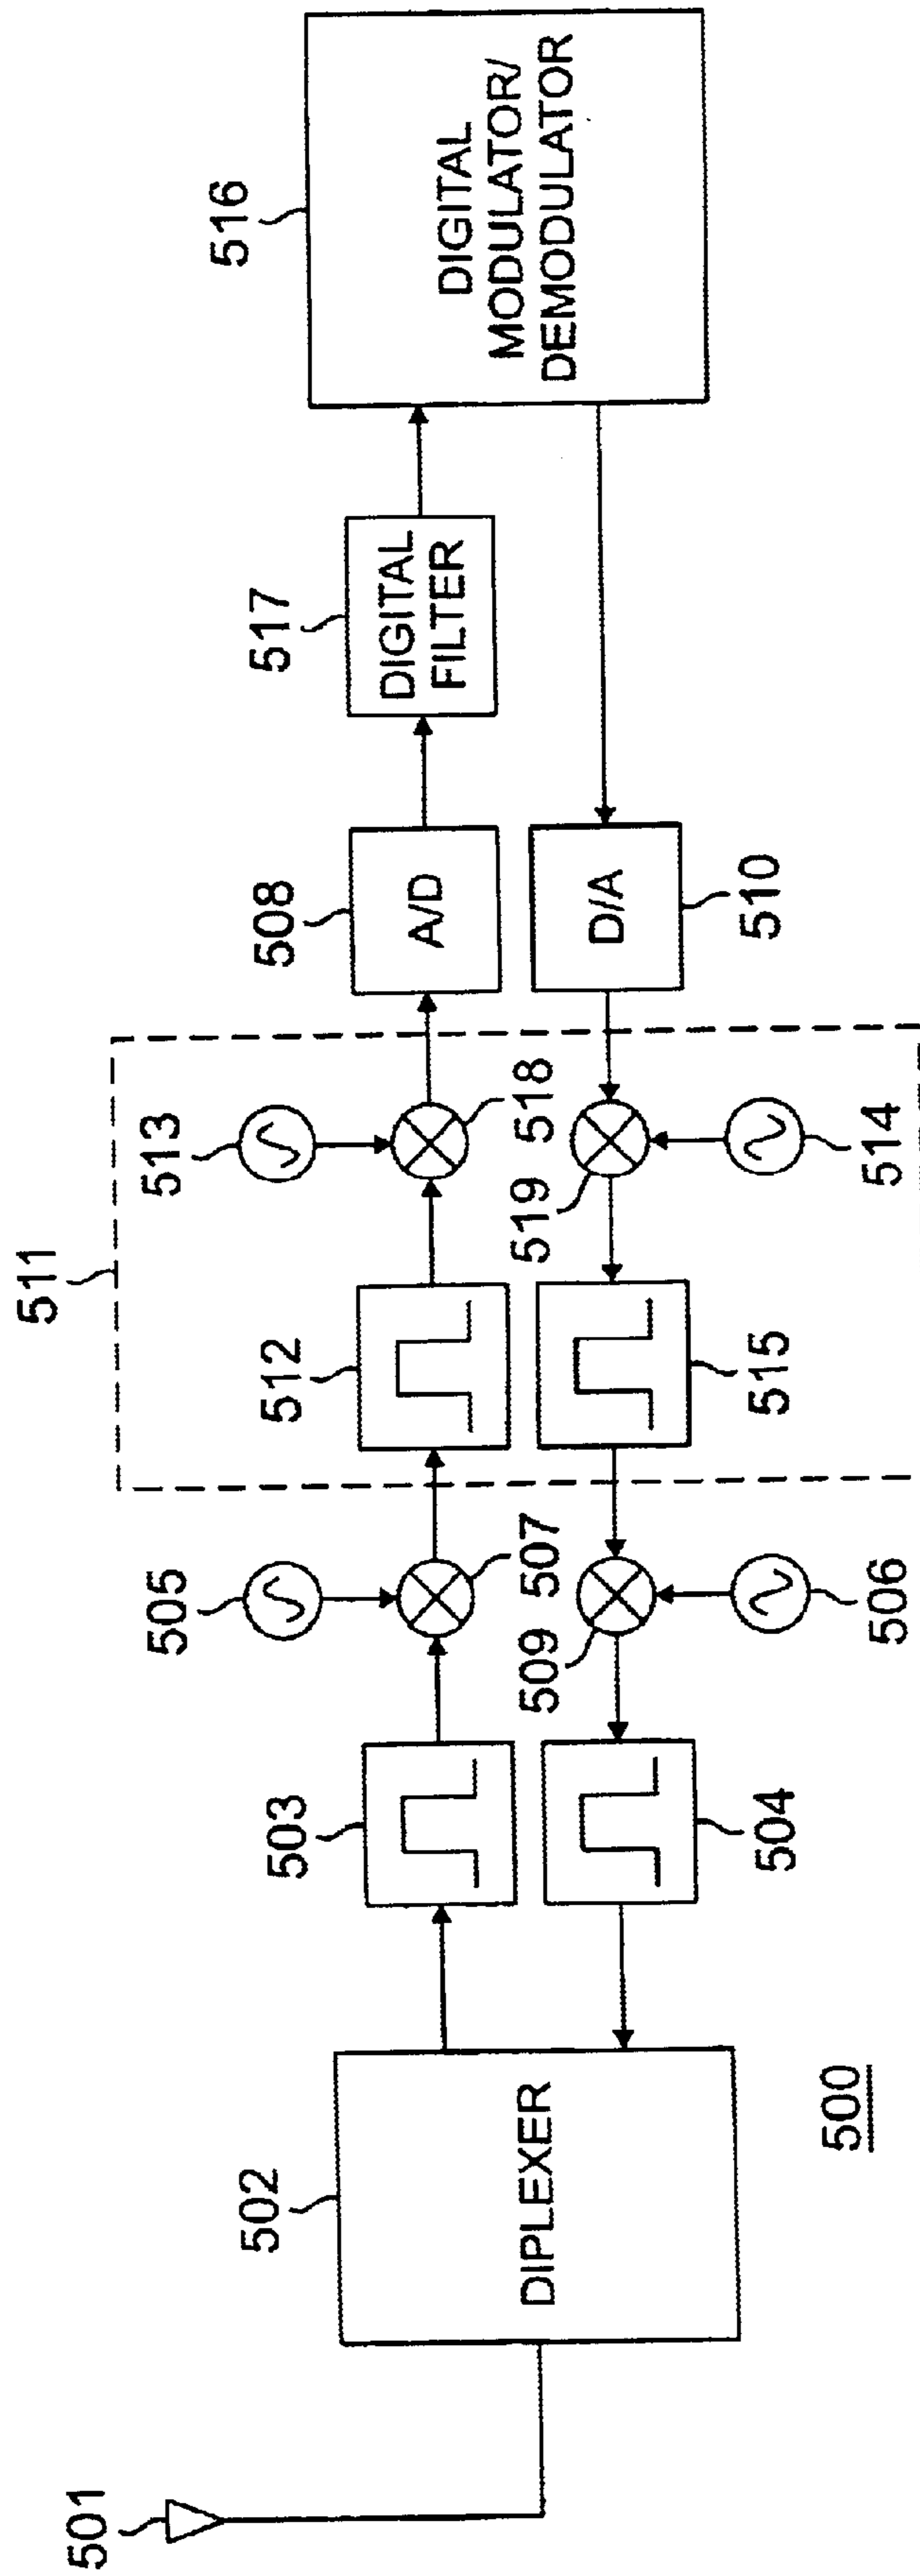 511
505
513
516
503
512
508
517
502
501
DIPLEXER
A/D
DIGITAL
FILTER
DIGITAL
MODULATOR/
DEMODULATOR
509 507
519 518
D/A
504
506
515
514
510
500